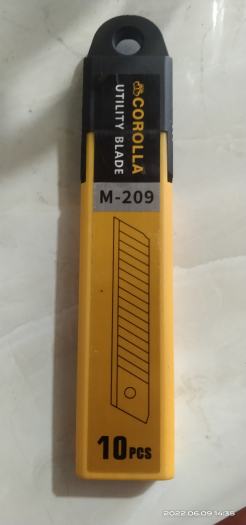 COROLLA
UTILITY BLADE
M-209
10PCS
2022.06.09 14:36